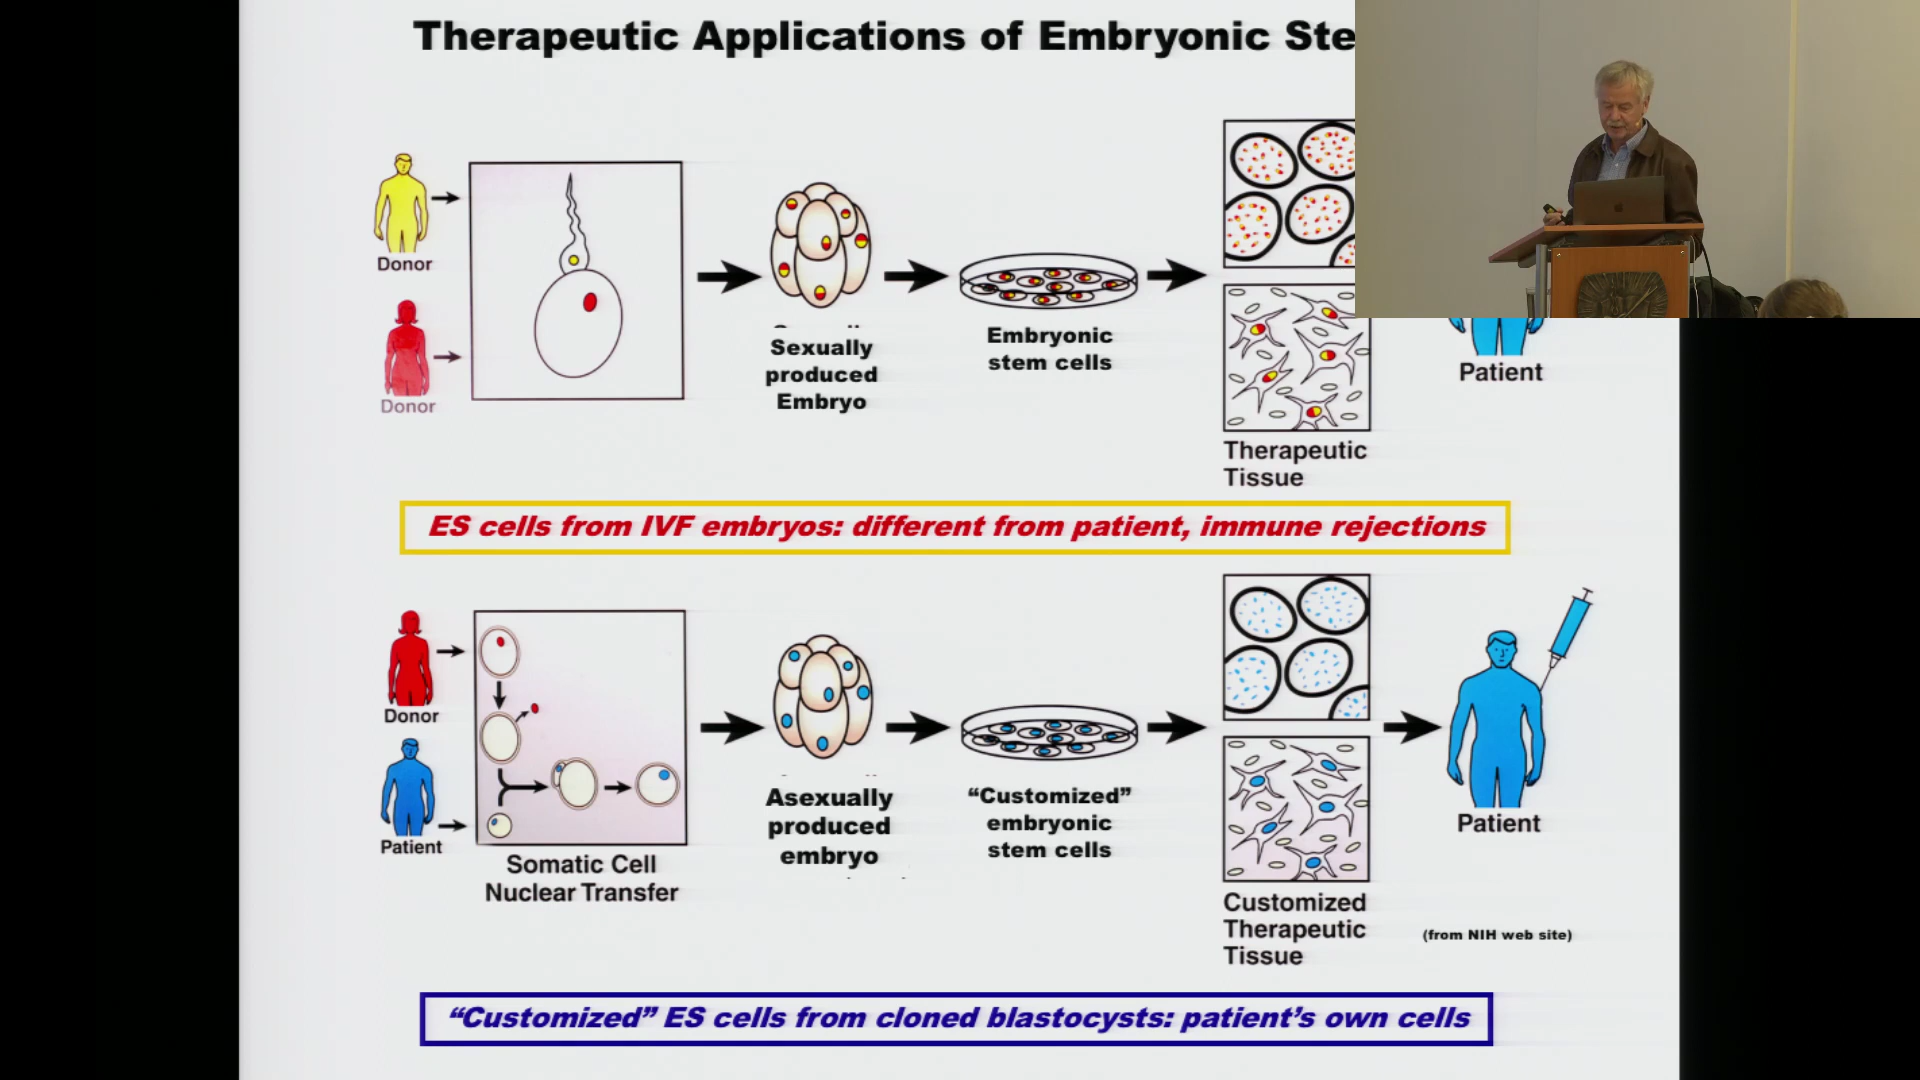 Therapeutic Applications of Embryonic Ste
Donor
Donor
Sexually
produced
Embryo
Embryonic
stem cells
Therapeutic
Tissue
Patient
ES cells from IVF embryos: different from patient, immune rejections
Donor
Patient
Somatic Cell
Nuclear Transfer
Asexually
produced
embryo
“Customized”
embryonic
stem cells
Customized
Therapeutic
Tissue
Patient
(from NIH web site)
“Customized” ES cells from cloned blastocysts: patient’s own cells